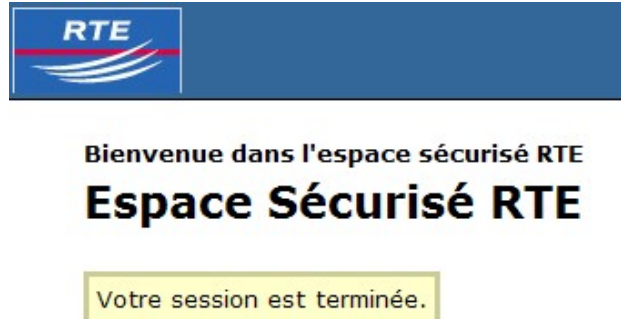 RTE
Bienvenue dans l'espace sécurisé RTE
Espace Sécurisé RTE
Votre session est terminée.